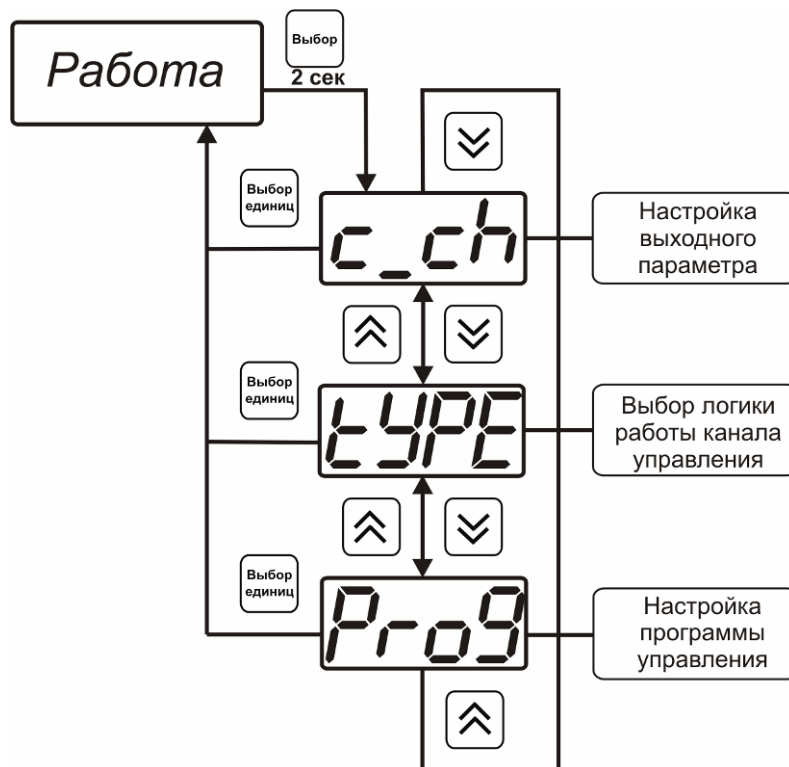 Работа
Выбор
2 сек
Выбор
единиц
c_ch
Настройка
выходного
параметра
Выбор
единиц
tYPE
Выбор логики
работы канала
управления
Выбор
единиц
Prog
Настройка
программы
управления